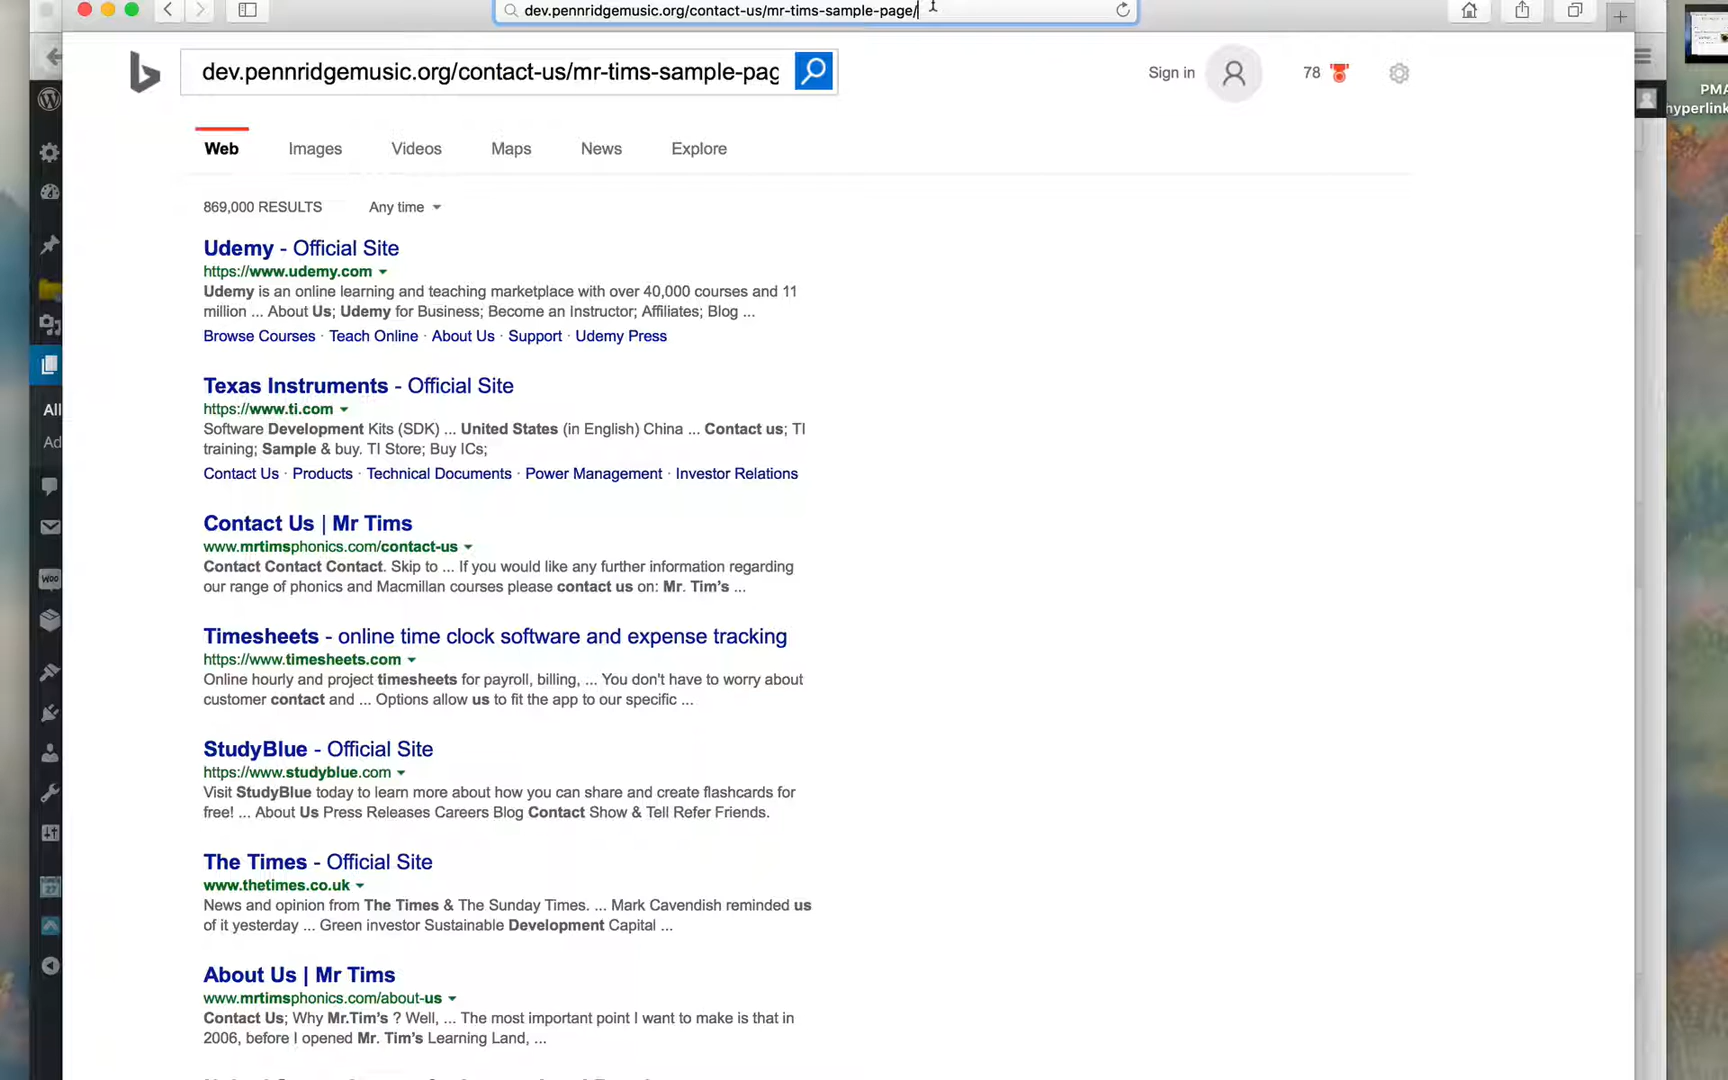 dev.pennridgemusic.org/contact-us/mr-tims-sample-page/
dev.pennridgemusic.org/contact-us/mr-tims-sample-pag
Sign in
78
PMA
hyperlink
Web Images Videos Maps News Explore
869,000 RESULTS Any time
Udemy - Official Site
https://www.udemy.com
Udemy is an online learning and teaching marketplace with over 40,000 courses and 11
million ... About Us; Udemy for Business; Become an Instructor; Affiliates; Blog ...
Browse Courses · Teach Online · About Us · Support · Udemy Press
Texas Instruments - Official Site
https://www.ti.com
All
Software Development Kits (SDK) ... United States (in English) China ... Contact us; TI
Ad
training; Sample & buy. TI Store; Buy ICs;
Contact Us · Products · Technical Documents · Power Management · Investor Relations
Contact Us | Mr Tims
www.mrtimsphonics.com/contact-us
Contact Contact Contact. Skip to ... If you would like any further information regarding
Woo
our range of phonics and Macmillan courses please contact us on: Mr. Tim's ...
Timesheets - online time clock software and expense tracking
https://www.timesheets.com
Online hourly and project timesheets for payroll, billing, ... You don't have to worry about
customer contact and ... Options allow us to fit the app to our specific ...
StudyBlue - Official Site
https://www.studyblue.com
Visit StudyBlue today to learn more about how you can share and create flashcards for
free! ... About Us Press Releases Careers Blog Contact Show & Tell Refer Friends.
The Times - Official Site
www.thetimes.co.uk
News and opinion from The Times & The Sunday Times. ... Mark Cavendish reminded us
of it yesterday ... Green investor Sustainable Development Capital ...
About Us | Mr Tims
www.mrtimsphonics.com/about-us
Contact Us; Why Mr.Tim's ? Well, ... The most important point I want to make is that in
2006, before I opened Mr. Tim's Learning Land, ...